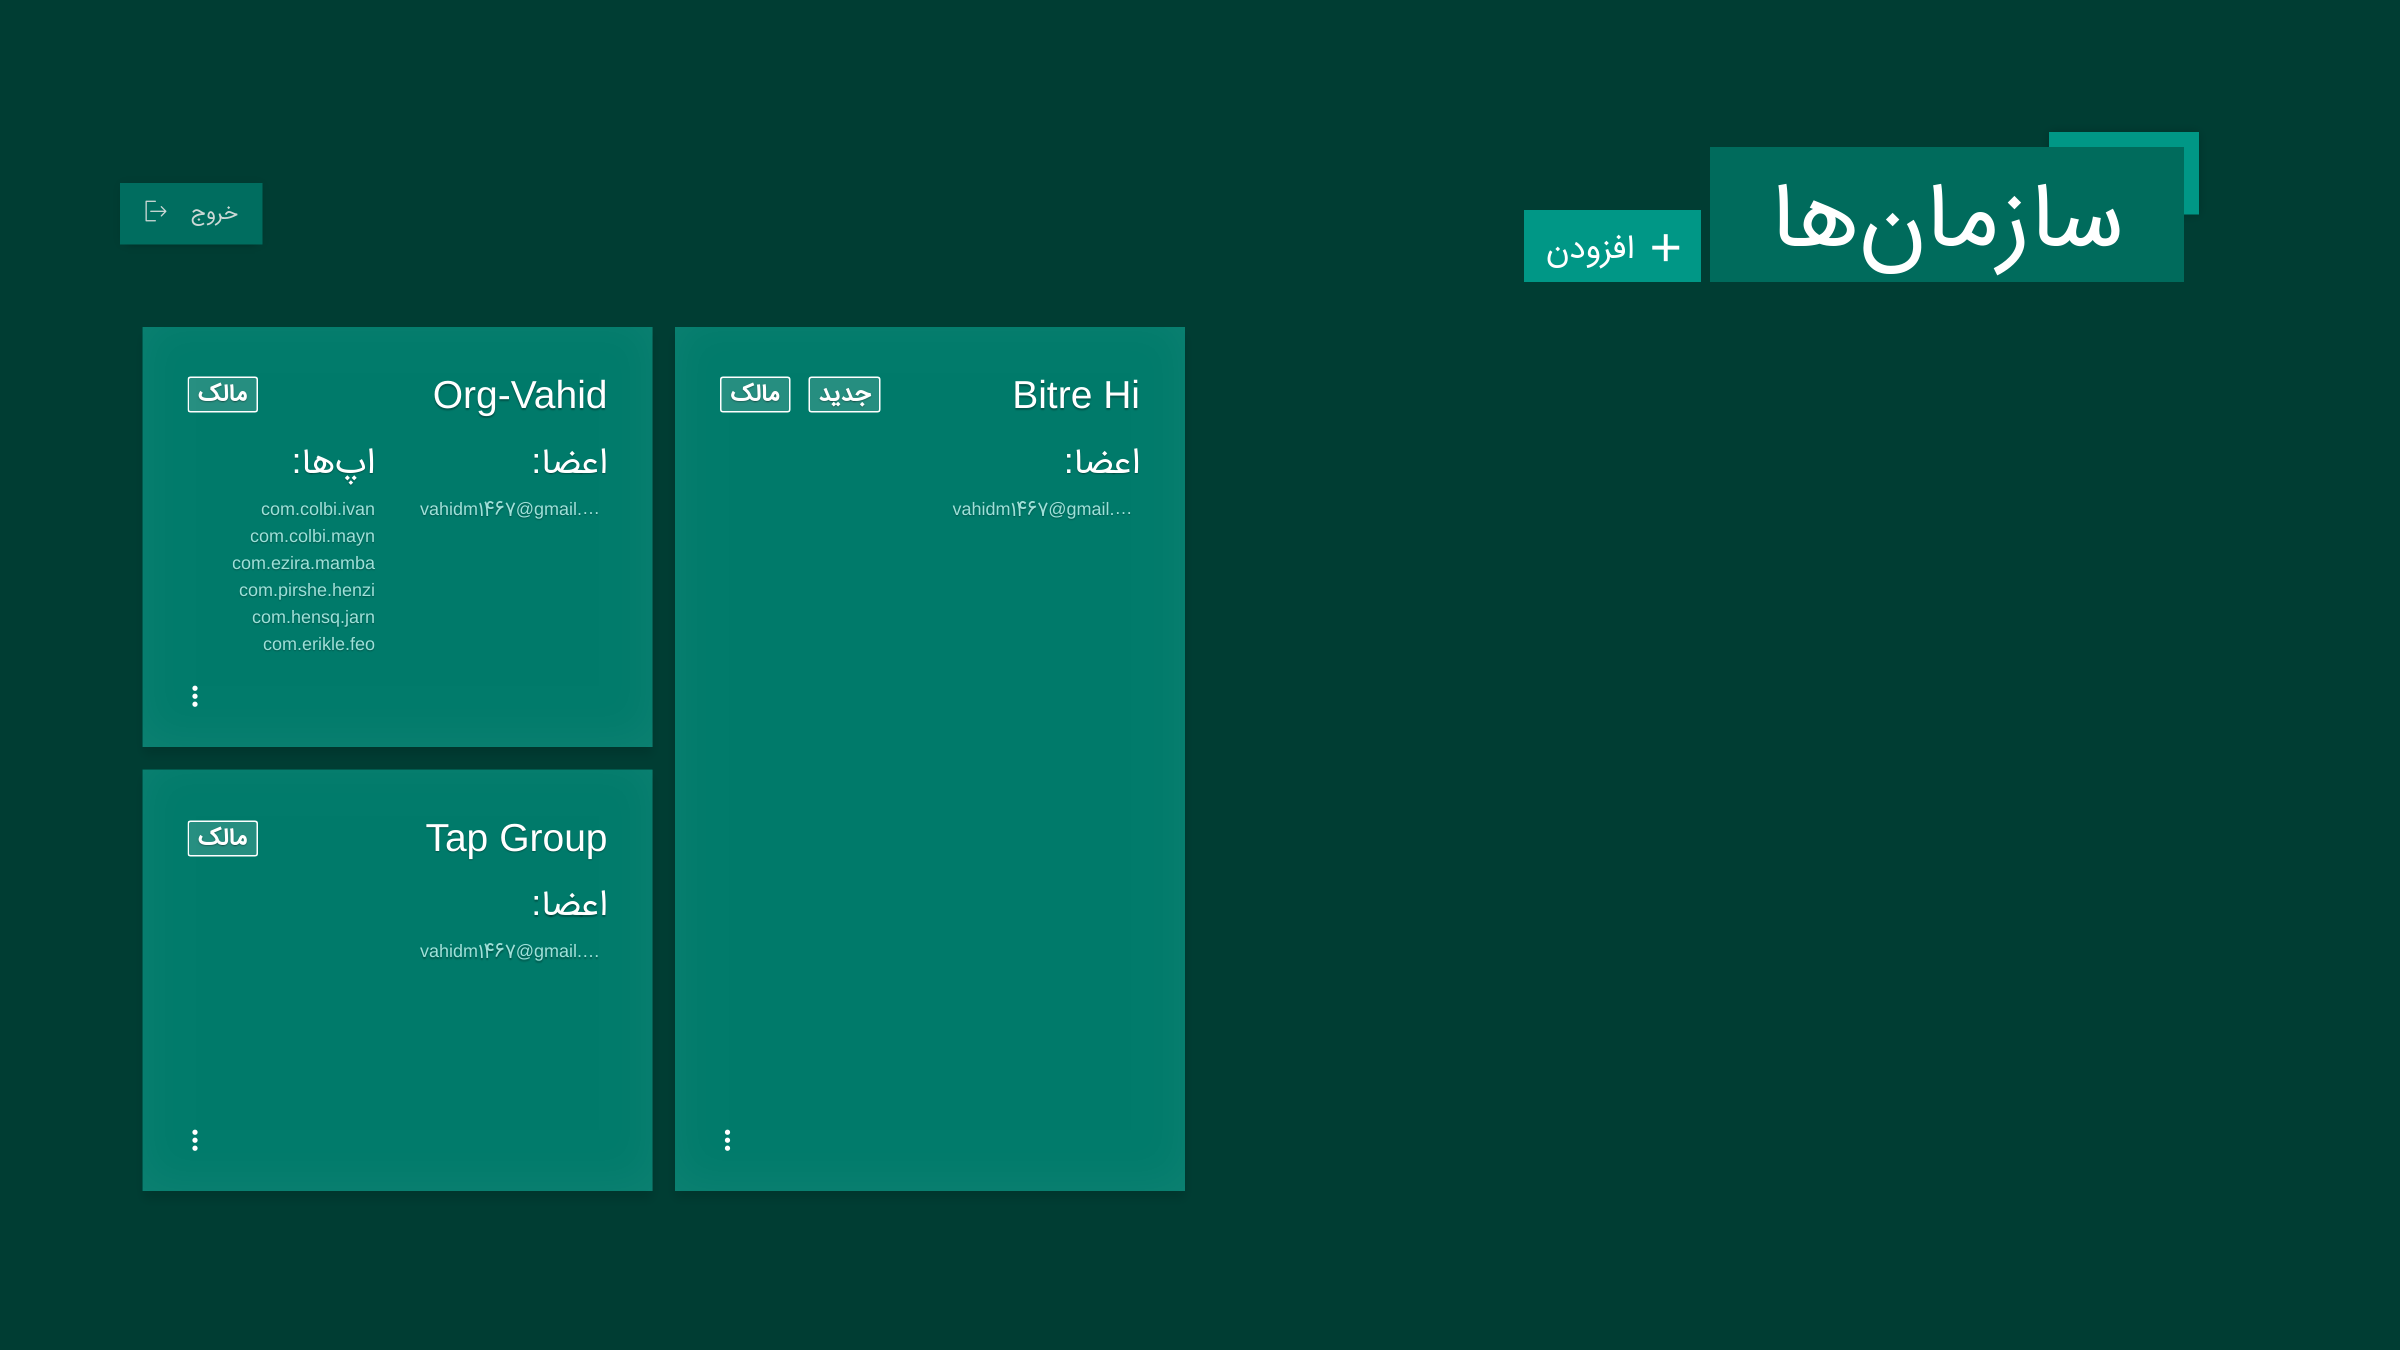 سازمان‌ها
افزودن
خروج
Bitre Hi
جدید
مالک
اعضا:
vahidm۱۴۶۷@gmail.…
Org-Vahid
مالک
اعضا:
vahidm۱۴۶۷@gmail.…
اپ‌ها:
com.colbi.ivan
com.colbi.mayn
com.ezira.mamba
com.pirshe.henzi
com.hensq.jarn
com.erikle.feo
Tap Group
مالک
اعضا:
vahidm۱۴۶۷@gmail.…